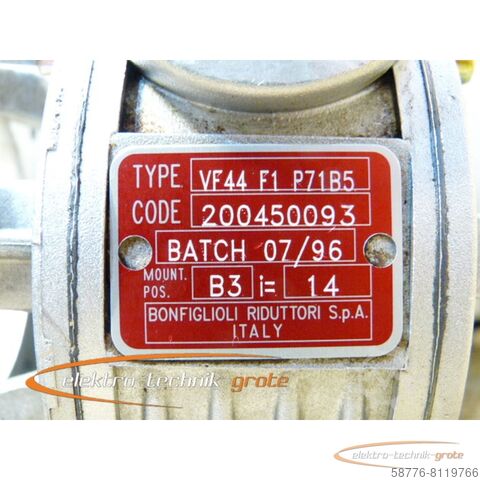 TYPE VF44 F1 P71B5
CODE 200450093
BATCH 07/96
MOUNT. POS. B3 i= 14
BONFIGLIOLI RIDUTTORI S.p.A.
ITALY
elektro-technik grote
elektro-technik-grote
58776-8119766